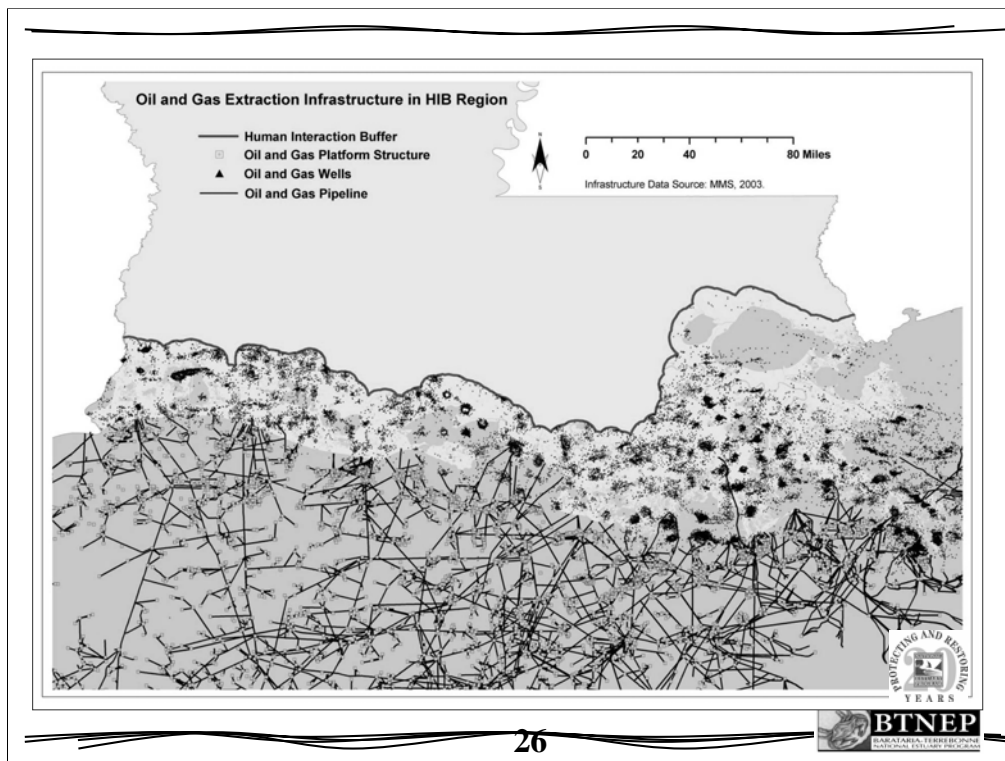 Oil and Gas Extraction Infrastructure in HIB Region
Human Interaction Buffer
Oil and Gas Platform Structure
Oil and Gas Wells
Oil and Gas Pipeline
N
S
0 20 40 80 Miles
Infrastructure Data Source: MMS, 2003.
PROTECTING AND RESTORING
20
YEARS
BTNEP
BARATARIA-TERREBONNE
NATIONAL ESTUARY PROGRAM
26